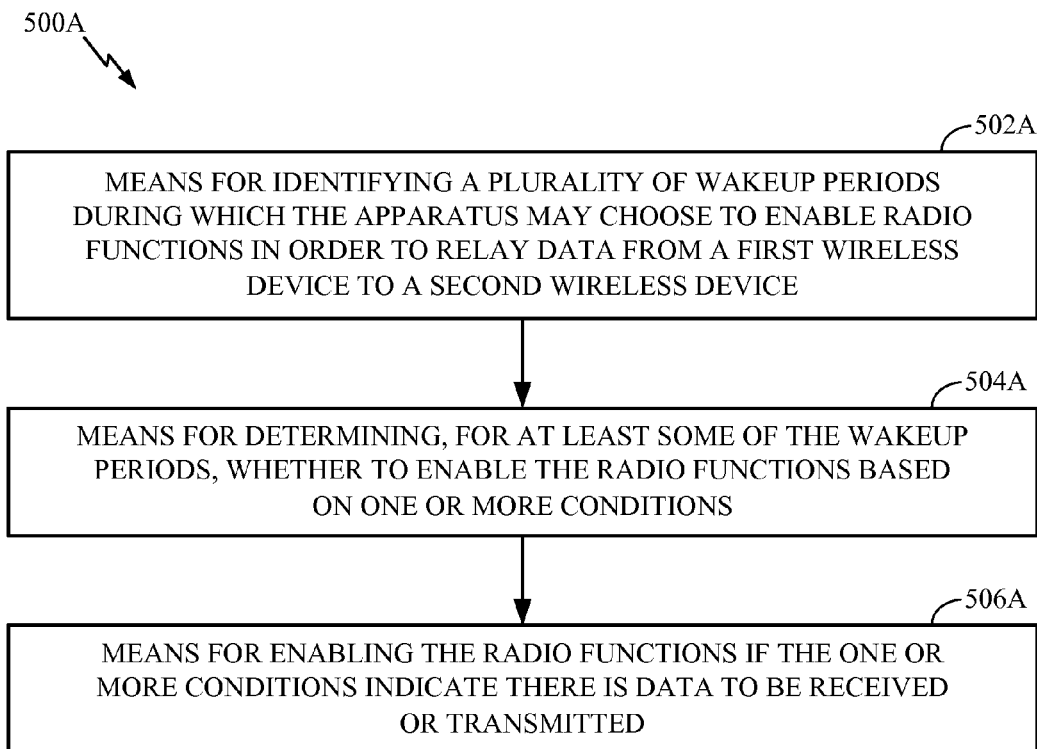 500A
502A
MEANS FOR IDENTIFYING A PLURALITY OF WAKEUP PERIODS
DURING WHICH THE APPARATUS MAY CHOOSE TO ENABLE RADIO
FUNCTIONS IN ORDER TO RELAY DATA FROM A FIRST WIRELESS
DEVICE TO A SECOND WIRELESS DEVICE
504A
MEANS FOR DETERMINING, FOR AT LEAST SOME OF THE WAKEUP
PERIODS, WHETHER TO ENABLE THE RADIO FUNCTIONS BASED
ON ONE OR MORE CONDITIONS
506A
MEANS FOR ENABLING THE RADIO FUNCTIONS IF THE ONE OR
MORE CONDITIONS INDICATE THERE IS DATA TO BE RECEIVED
OR TRANSMITTED